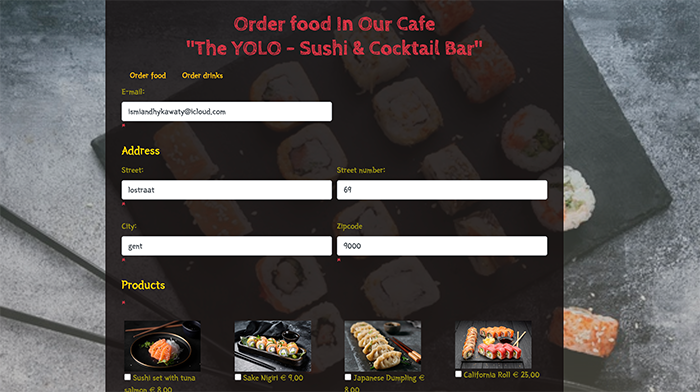 Order food In Our Cafe
"The YOLO - Sushi & Cocktail Bar"
Order food Order drinks
E-mail:
ismiandhykawaty@icloud.com
*
Address
Street: Street number:
lostraat 69
*
City: Zipcode
gent 9000
* *
Products
*
Sushi set with tuna Sake Nigiri € 9,00 Japanese Dumpling € California Roll € 25,00
salmon € 8,00 8,00